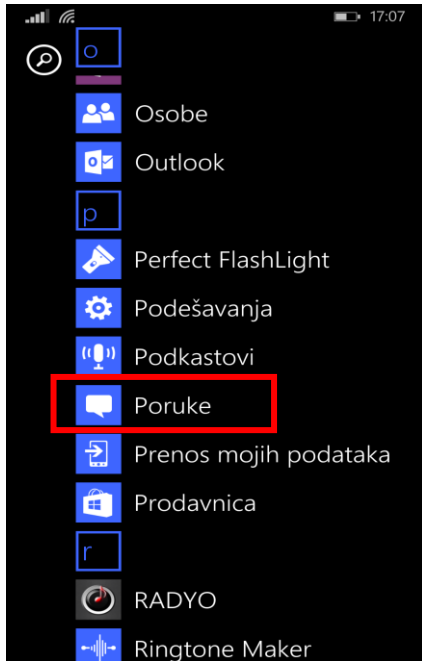 17:07
o
Osobe
Outlook
p
Perfect FlashLight
Podešavanja
Podkastovi
Poruke
Prenos mojih podataka
Prodavnica
r
RADYO
Ringtone Maker